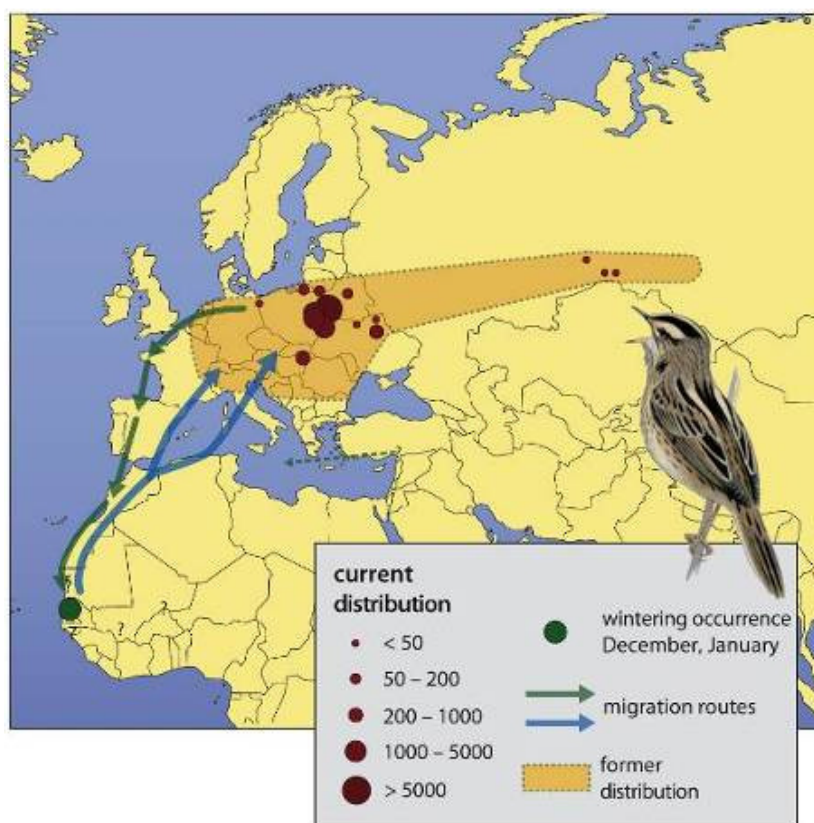 ?
?
?
current
distribution
< 50
50 – 200
200 – 1000
1000 – 5000
> 5000
wintering occurrence
December, January
migration routes
former
distribution